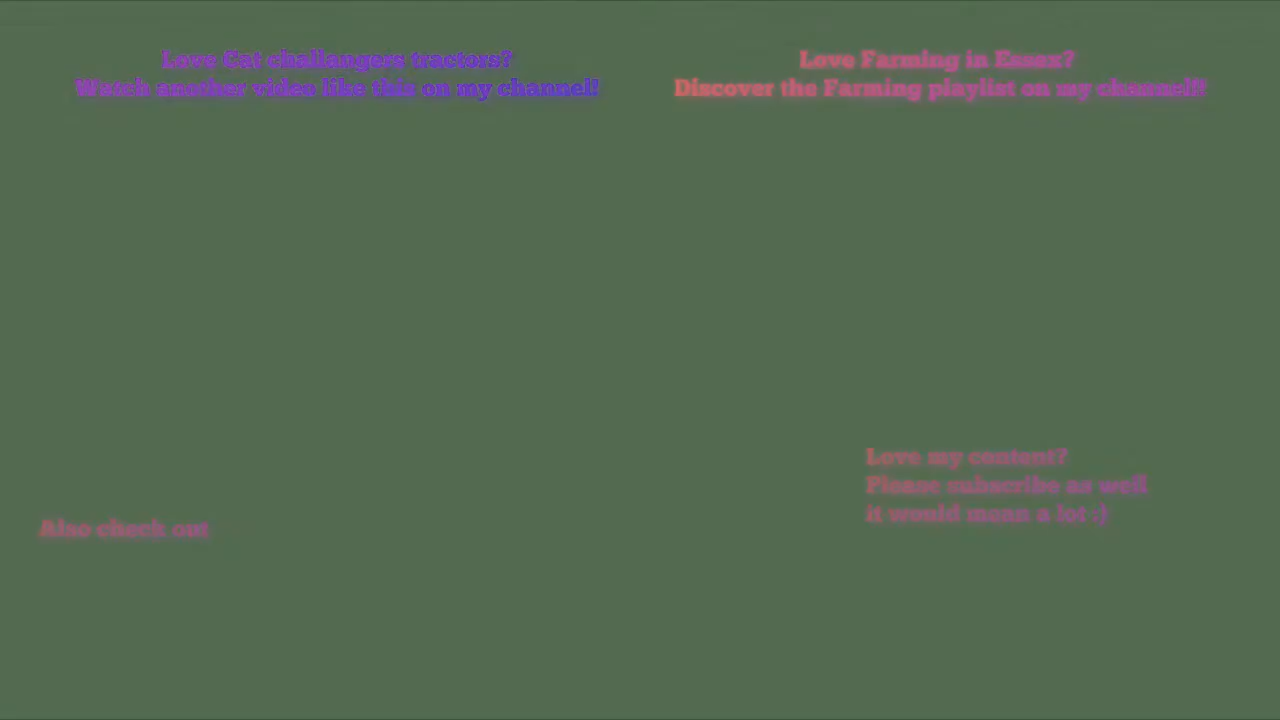 Love Cat challangers tractors?
Watch another video like this on my channel!
Love Farming in Essex?
Discover the Farming playlist on my channel!!
Love my content?
Please subscribe as well
it would mean a lot :)
Also check out